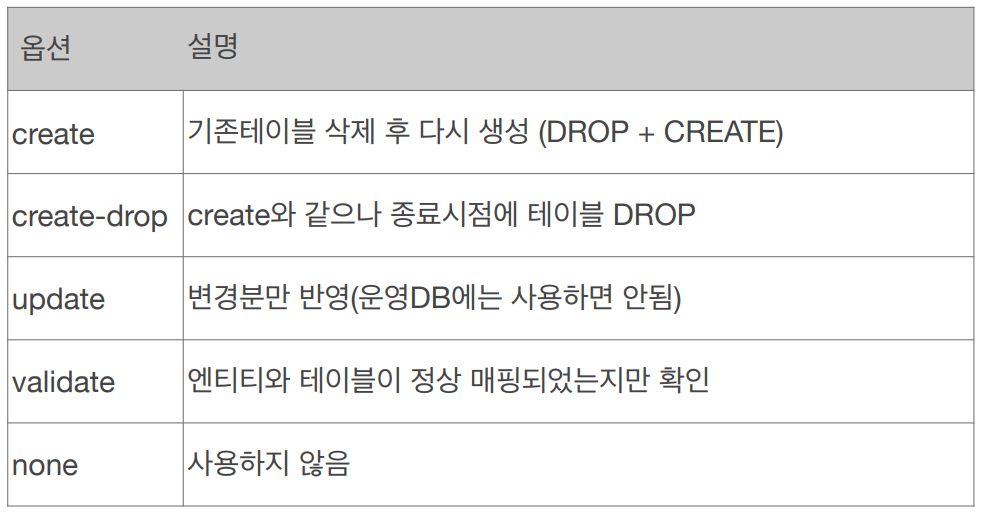 옵션 설명
create 기존테이블 삭제 후 다시 생성 (DROP + CREATE)
create-drop create와 같으나 종료시점에 테이블 DROP
update 변경분만 반영(운영DB에는 사용하면 안됨)
validate 엔티티와 테이블이 정상 매핑되었는지만 확인
none 사용하지 않음